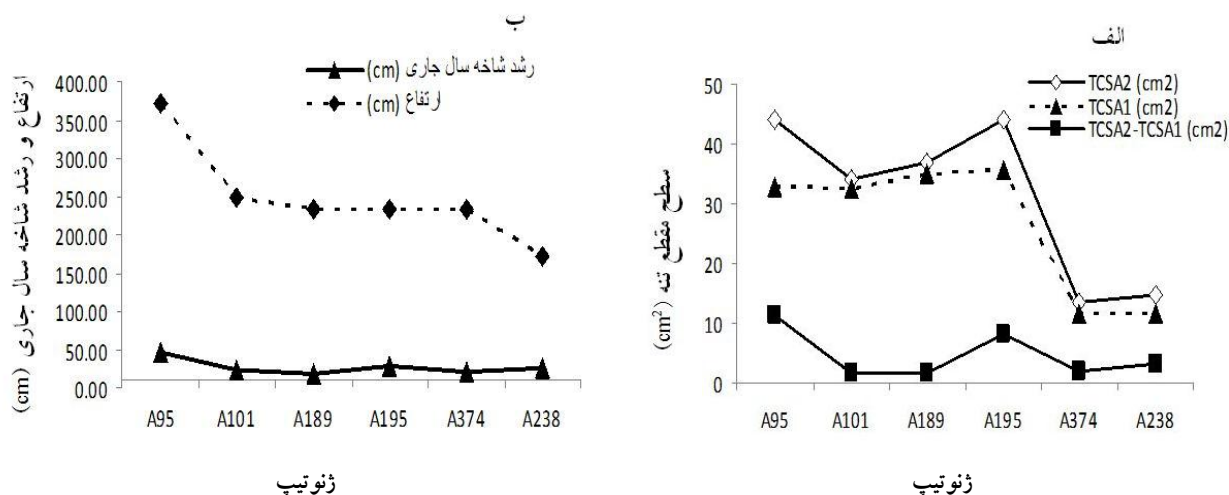 ب
رشد شاخه سال جاری (cm)
ارتفاع (cm)
ارتفاع و رشد شاخه سال جاری (cm)
400.00
350.00
300.00
250.00
200.00
150.00
100.00
50.00
0.00
A95 A101 A189 A195 A374 A238
ژنوتیپ
الف
TCSA2 (cm2)
TCSA1 (cm2)
TCSA2-TCSA1 (cm2)
سطح مقطع تنه (cm²)
50
40
30
20
10
0
A95 A101 A189 A195 A374 A238
ژنوتیپ